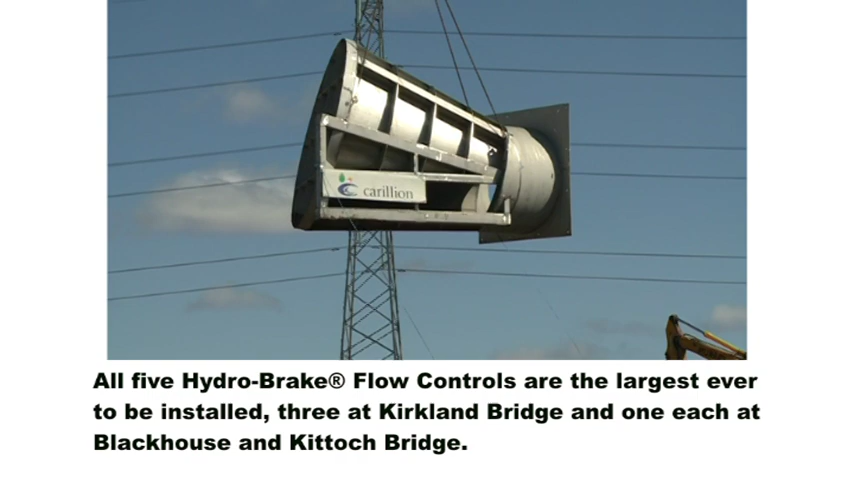 carillion
All five Hydro-Brake® Flow Controls are the largest ever
to be installed, three at Kirkland Bridge and one each at
Blackhouse and Kittoch Bridge.